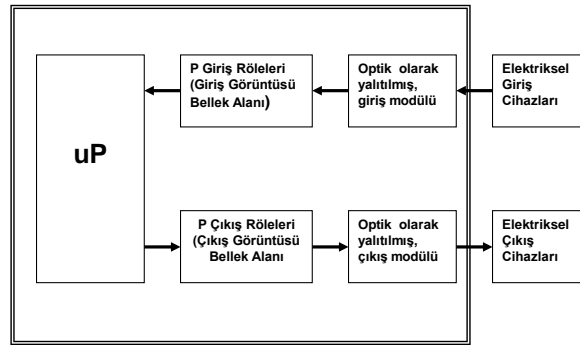 uP
P Giriş Röleleri
(Giriş Görüntüsü
Bellek Alanı)
Optik olarak
yalıtılmış,
giriş modülü
Elektriksel
Giriş
Cihazları
P Çıkış Röleleri
(Çıkış Görüntüsü
Bellek Alanı
Optik olarak
yalıtılmış,
çıkış modülü
Elektriksel
Çıkış
Cihazları